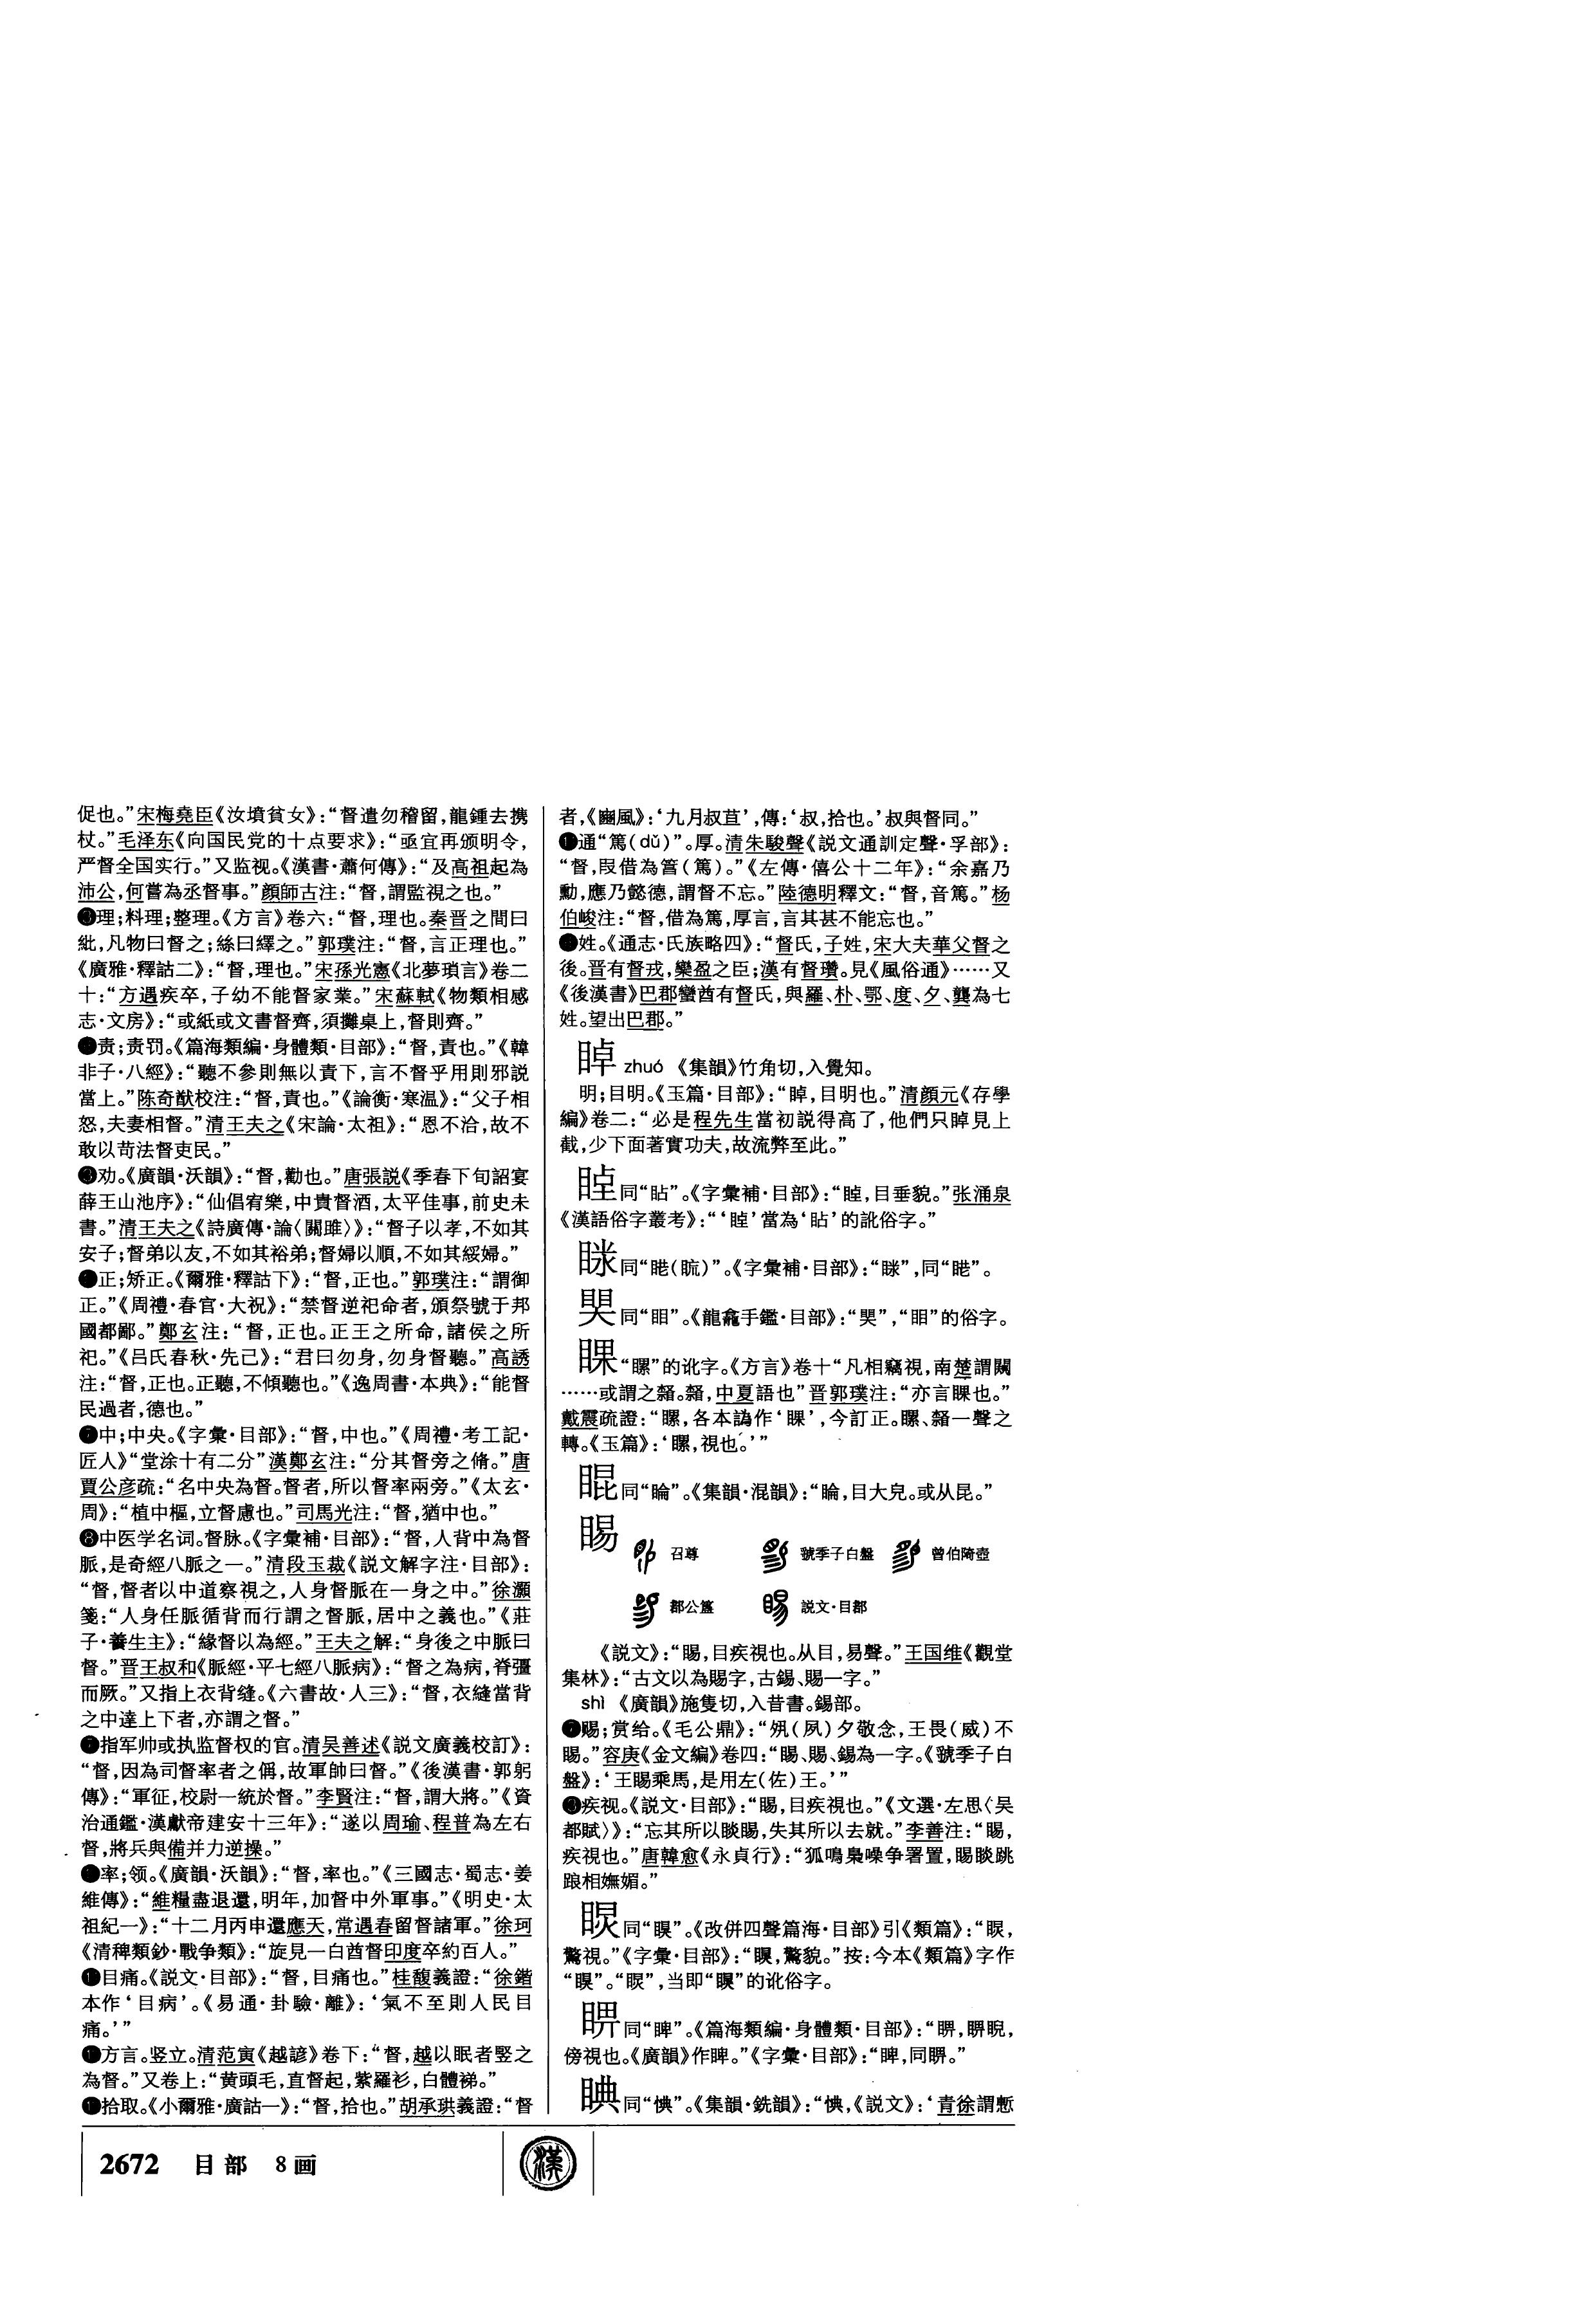 促也。”宋梅堯臣《汝墳貧女》：“督遣勿稽留，龍鍾去携
杖。”毛泽东《向国民党的十点要求》：“亟宜再颁明令，
严督全国实行。”又监视。《漢書·蕭何傳》：“及高祖起為
沛公，何嘗為丞督事。”顔師古注：“督，謂監視之也。”
理；料理；整理。《方言》卷六：“督，理也。秦晋之間曰
紕，凡物曰督之；絲曰繹之。”郭璞注：“督，言正理也。”
《廣雅·釋詁二》：“督，理也。”宋孫光憲《北夢瑣言》卷二
十：“方遇疾卒，子幼不能督家業。”宋蘇軾《物類相感
志·文房》：“或紙或文書督齊，須攤桌上，督則齊。”
责；责罚。《篇海類編·身體類·目部》：“督，責也。”《韓
非子·八經》：“聽不參則無以責下，言不督乎用則邪説
當上。”陈奇猷校注：“督，責也。”《論衡·寒温》：“父子相
怒，夫妻相督。”清王夫之《宋論·太祖》：“恩不洽，故不
敢以苛法督吏民。”
劝。《廣韻·沃韻》：“督，勸也。”唐張説《季春下旬詔宴
薛王山池序》：“仙倡宥樂，中貴督酒，太平佳事，前史未
書。”清王夫之《詩廣傳·論〈關雎〉》：“督子以孝，不如其
安子；督弟以友，不如其裕弟；督婦以順，不如其綏婦。”
正；矫正。《爾雅·釋詁下》：“督，正也。”郭璞注：“謂御
正。”《周禮·春官·大祝》：“禁督逆祀命者，頒祭號于邦
國都鄙。”鄭玄注：“督，正也。正王之所命，諸侯之所
祀。”《吕氏春秋·先己》：“君曰勿身，勿身督聽。”高誘
注：“督，正也。正聽，不傾聽也。”《逸周書·本典》：“能督
民過者，德也。”
❼中；中央。《字彙·目部》：“督，中也。”《周禮·考工記·
匠人》“堂涂十有二分”漢鄭玄注：“分其督旁之脩。”唐
賈公彦疏：“名中央為督。督者，所以督率兩旁。”《太玄·
周》：“植中樞，立督慮也。”司馬光注：“督，猶中也。”
❽中医学名词。督脉。《字彙補·目部》：“督，人背中為督
脈，是奇經八脈之一。”清段玉裁《説文解字注·目部》：
“督，督者以中道察視之，人身督脈在一身之中。”徐灝
箋：“人身任脈循背而行謂之督脈，居中之義也。”《莊
子·養生主》：“緣督以為經。”王夫之解：“身後之中脈曰
督。”晋王叔和《脈經·平七經八脈病》：“督之為病，脊彊
而厥。”又指上衣背缝。《六書故·人三》：“督，衣縫當背
之中達上下者，亦謂之督。”
指军帅或执监督权的官。清吴善述《説文廣義校訂》：
“督，因為司督率者之偁，故軍帥曰督。”《後漢書·郭躬
傳》：“軍征，校尉一統於督。”李賢注：“督，謂大將。”《資
治通鑑·漢獻帝建安十三年》：“遂以周瑜、程普為左右
督，將兵與備并力逆操。”
率；领。《廣韻·沃韻》：“督，率也。”《三國志·蜀志·姜
維傳》：“維糧盡退還，明年，加督中外軍事。”《明史·太
祖紀一》：“十二月丙申還應天，常遇春留督諸軍。”徐珂
《清稗類鈔·戰争類》：“旋見一白酋督印度卒約百人。”
目痛。《説文·目部》：“督，目痛也。”桂馥義證：“徐鍇
本作‘目病’。《易通·卦驗·離》：‘氣不至則人民目
痛。’”
方言。竖立。清范寅《越諺》卷下：“督，越以眠者竪之
為督。”又卷上：“黄頭毛，直督起，紫羅衫，白體褅。”
拾取。《小爾雅·廣詁一》：“督，拾也。”胡承珙義證：“督
者，《豳風》：‘九月叔苴’，傳：‘叔，拾也。’叔與督同。”
通“篤（dǔ）”。厚。清朱駿聲《説文通訓定聲·孚部》：
“督，叚借為䈞（篤）。”《左傳·僖公十二年》：“余嘉乃
勳，應乃懿德，謂督不忘。”陸德明釋文：“督，音篤。”杨
伯峻注：“督，借為篤，厚言，言其甚不能忘也。”
姓。《通志·氏族略四》：“督氏，子姓，宋大夫華父督之
後。晋有督戎，欒盈之臣；漢有督瓚。見《風俗通》……又
《後漢書》巴郡蠻酋有督氏，與羅、朴、鄂、度、夕、龔為七
姓。望出巴郡。”
晫 zhuó 《集韻》竹角切，入覺知。
明；目明。《玉篇·目部》：“䁟，目明也。”清顔元《存學
編》卷二：“必是程先生當初説得高了，他們只䁟見上
截，少下面著實功夫，故流弊至此。”
同“眐”。《字彙補·目部》：“，目垂貌。”张涌泉
《漢語俗字叢考》：“‘’當為‘’的訛俗字。”
同“（䀮）”。《字彙補·目部》：“”，同“”。
同“”。《龍龕手鑑·目部》：“”，“”的俗字。
睴“䁻”的讹字。《方言》卷十“凡相竊視，南楚謂闚
……或謂之。，中夏語也”晋郭璞注：“亦言睬也。”
戴震疏證：“，各本譌作‘’，今訂正。、一聲之
轉。《玉篇》：‘，視也。’”
睔同“睔”。《集韻·混韻》：“睔，目大皃。或从昆。”
睗
召尊 虢季子白盤 曾伯陭壺
鄀公簋 説文·目部
《説文》：“睗，目疾視也。从目，易聲。”王国维《觀堂
集林》：“古文以為賜字，古錫、賜一字。”
shì 《廣韻》施隻切，入昔書。錫部。
赐；赏给。《毛公鼎》：“夙（夙）夕敬念，王畏（威）不
睗。”容庚《金文編》卷四：“睗、賜、錫為一字。《虢季子白
盤》：‘王睗乘馬，是用左（佐）王。’”
疾视。《説文·目部》：“睗，目疾視也。”《文選·左思〈吴
都賦〉》：“忘其所以睒睗，失其所以去就。”李善注：“睗，
疾視也。”唐韓愈《永貞行》：“狐鳴梟噪争署置，睗睒跳
踉相嫵媚。”
同“瞁”。《改併四聲篇海·目部》引《類篇》：“，
驚視。”《字彙·目部》：“瞁，驚貌。”按：今本《類篇》字作
“瞁”。“”，当即“瞁”的讹俗字。
同“睥”。《篇海類編·身體類·目部》：“，睨，
傍視也。《廣韻》作睥。”《字彙·目部》：“睥，同。”
睓同“惧”。《集韻·銑韻》：“惧，《説文》：‘青徐謂慙
2672 目部 8画
漢